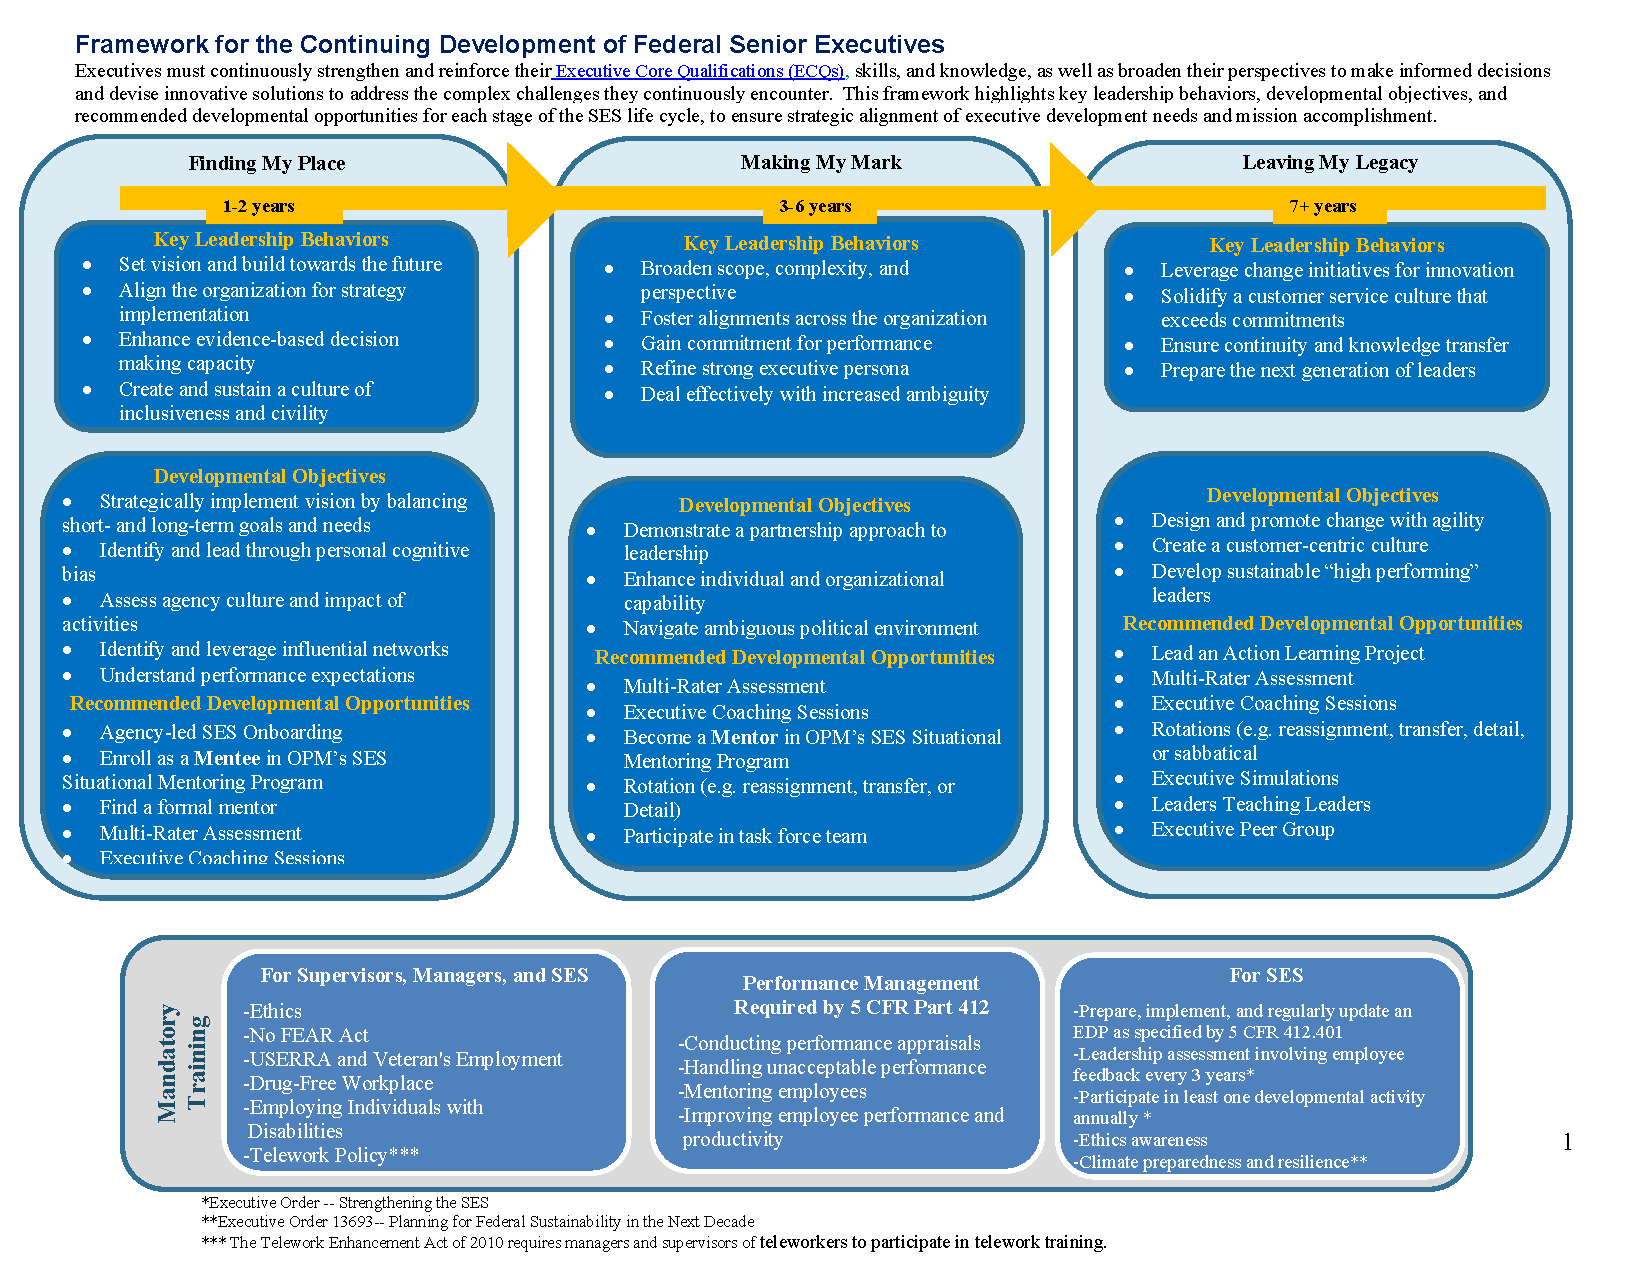 Framework for the Continuing Development of Federal Senior Executives
Executives must continuously strengthen and reinforce their Executive Core Qualifications (ECQs), skills, and knowledge, as well as broaden their perspectives to make informed decisions
and devise innovative solutions to address the complex challenges they continuously encounter.  This framework highlights key leadership behaviors, developmental objectives, and
recommended developmental opportunities for each stage of the SES life cycle, to ensure strategic alignment of executive development needs and mission accomplishment.
Finding My Place
1-2 years
Key Leadership Behaviors
• Set vision and build towards the future
• Align the organization for strategy
implementation
• Enhance evidence-based decision
making capacity
• Create and sustain a culture of
inclusiveness and civility
Developmental Objectives
• Strategically implement vision by balancing
short- and long-term goals and needs
• Identify and lead through personal cognitive
bias
• Assess agency culture and impact of
activities
• Identify and leverage influential networks
• Understand performance expectations
Recommended Developmental Opportunities
• Agency-led SES Onboarding
• Enroll as a Mentee in OPM’s SES
Situational Mentoring Program
• Find a formal mentor
• Multi-Rater Assessment
• Executive Coaching Sessions
Making My Mark
3-6 years
Key Leadership Behaviors
• Broaden scope, complexity, and
perspective
• Foster alignments across the organization
• Gain commitment for performance
• Refine strong executive persona
• Deal effectively with increased ambiguity
Developmental Objectives
• Demonstrate a partnership approach to
leadership
• Enhance individual and organizational
capability
• Navigate ambiguous political environment
Recommended Developmental Opportunities
• Multi-Rater Assessment
• Executive Coaching Sessions
• Become a Mentor in OPM’s SES Situational
Mentoring Program
• Rotation (e.g. reassignment, transfer, or
Detail)
• Participate in task force team
Leaving My Legacy
7+ years
Key Leadership Behaviors
• Leverage change initiatives for innovation
• Solidify a customer service culture that
exceeds commitments
• Ensure continuity and knowledge transfer
• Prepare the next generation of leaders
Developmental Objectives
• Design and promote change with agility
• Create a customer-centric culture
• Develop sustainable “high performing”
leaders
Recommended Developmental Opportunities
• Lead an Action Learning Project
• Multi-Rater Assessment
• Executive Coaching Sessions
• Rotations (e.g. reassignment, transfer, detail,
or sabbatical
• Executive Simulations
• Leaders Teaching Leaders
• Executive Peer Group
Mandatory
Training
For Supervisors, Managers, and SES
-Ethics
-No FEAR Act
-USERRA and Veteran's Employment
-Drug-Free Workplace
-Employing Individuals with
Disabilities
-Telework Policy***
Performance Management
Required by 5 CFR Part 412
-Conducting performance appraisals
-Handling unacceptable performance
-Mentoring employees
-Improving employee performance and
productivity
For SES
-Prepare, implement, and regularly update an
EDP as specified by 5 CFR 412.401
-Leadership assessment involving employee
feedback every 3 years*
-Participate in least one developmental activity
annually *
-Ethics awareness
-Climate preparedness and resilience**
1
*Executive Order -- Strengthening the SES
**Executive Order 13693-- Planning for Federal Sustainability in the Next Decade
*** The Telework Enhancement Act of 2010 requires managers and supervisors of teleworkers to participate in telework training.